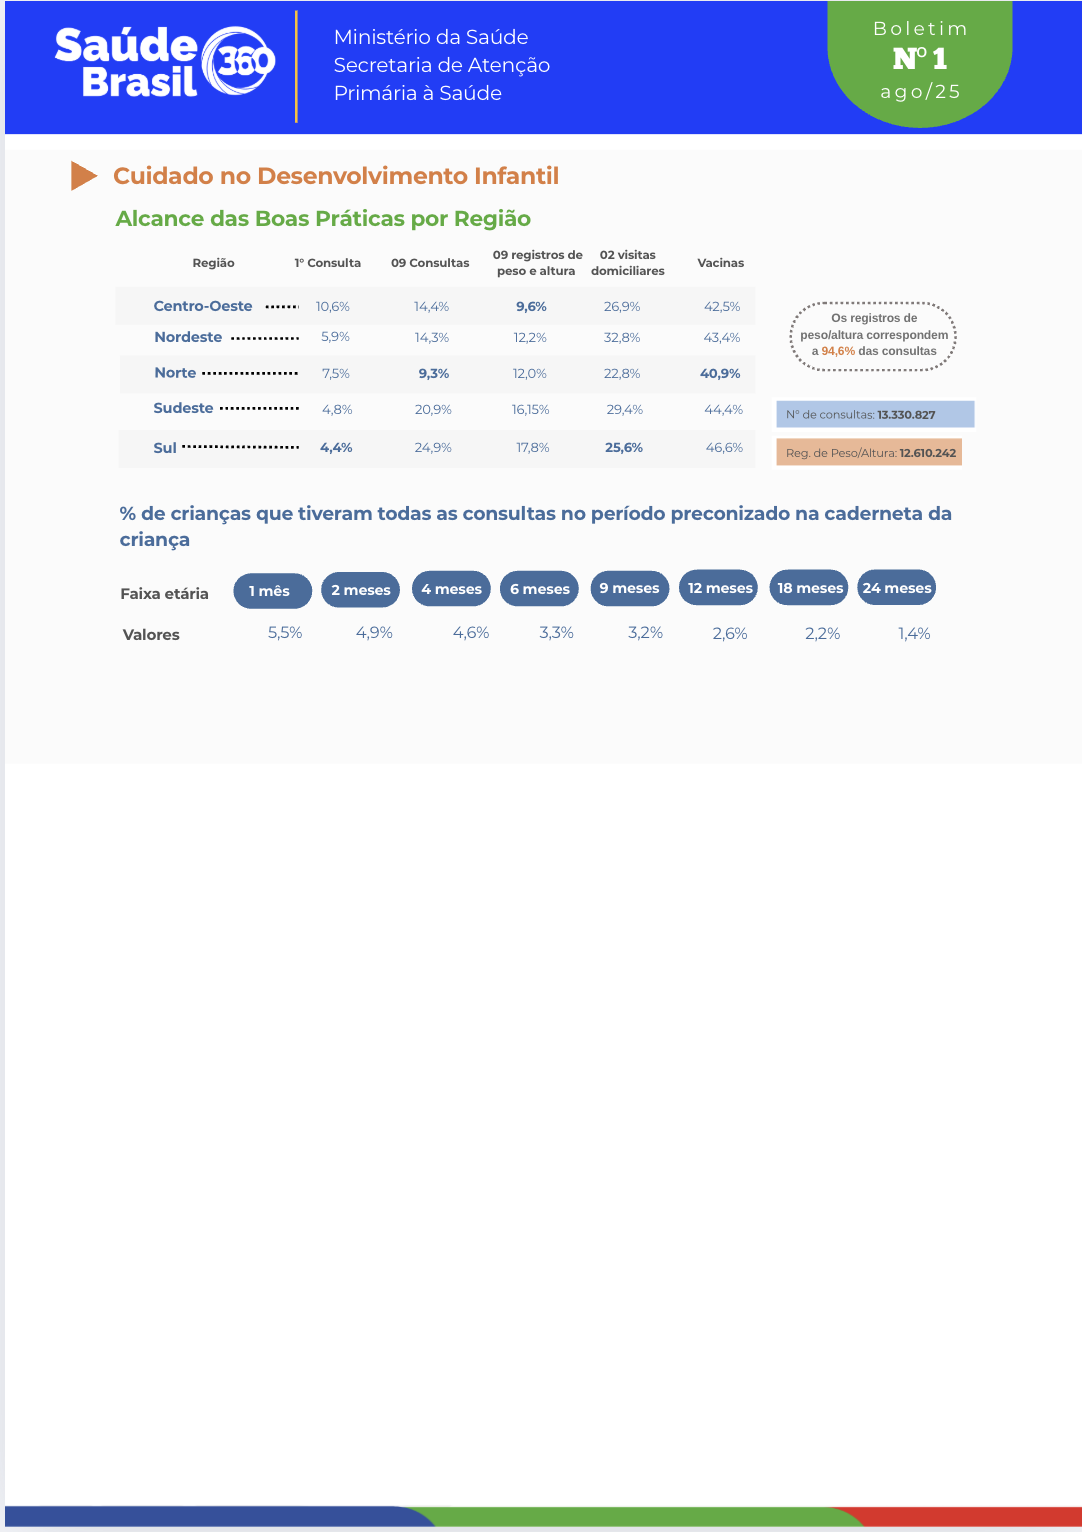 Saúde
Brasil
360
Ministério da Saúde
Secretaria de Atenção
Primária à Saúde
Boletim
Nº 1
ago/25
Cuidado no Desenvolvimento Infantil
Alcance das Boas Práticas por Região
Região 1° Consulta 09 Consultas 09 registros de peso e altura 02 visitas domiciliares Vacinas
Centro-Oeste 10,6% 14,4% 9,6% 26,9% 42,5%
Nordeste 5,9% 14,3% 12,2% 32,8% 43,4%
Norte 7,5% 9,3% 12,0% 22,8% 40,9%
Sudeste 4,8% 20,9% 16,15% 29,4% 44,4%
Sul 4,4% 24,9% 17,8% 25,6% 46,6%
Os registros de
peso/altura correspondem
a 94,6% das consultas
N° de consultas: 13.330.827
Reg. de Peso/Altura: 12.610.242
% de crianças que tiveram todas as consultas no período preconizado na caderneta da
criança
Faixa etária 1 mês 2 meses 4 meses 6 meses 9 meses 12 meses 18 meses 24 meses
Valores 5,5% 4,9% 4,6% 3,3% 3,2% 2,6% 2,2% 1,4%